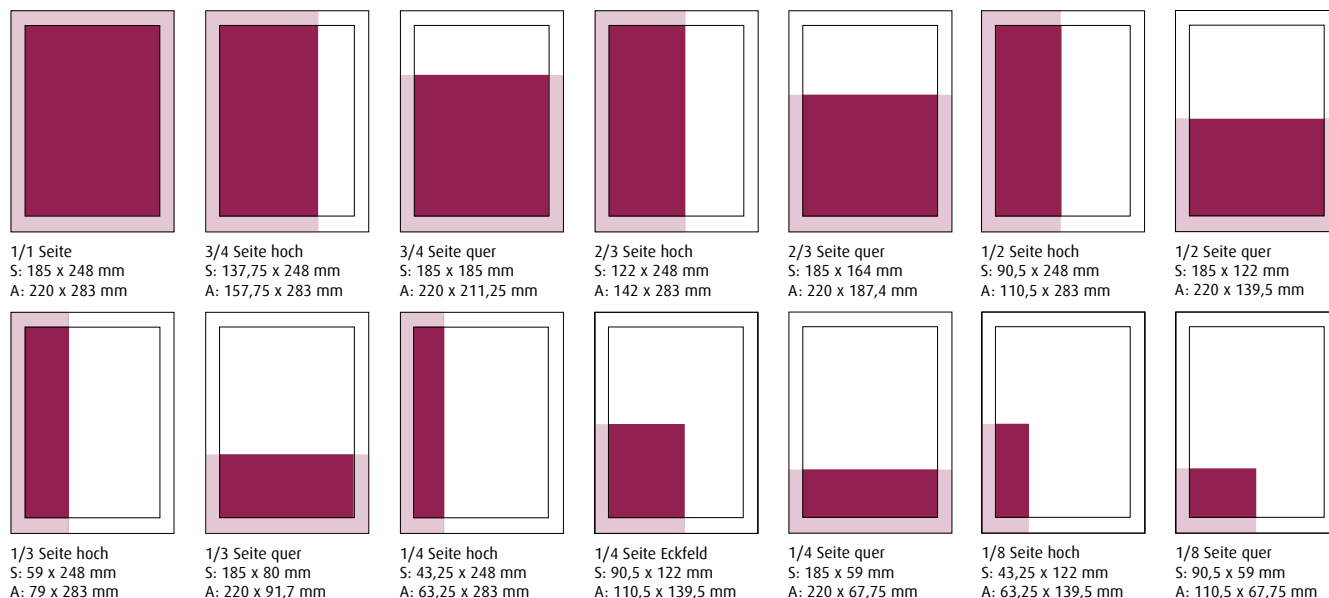 1/1 Seite
S: 185 x 248 mm
A: 220 x 283 mm
3/4 Seite hoch
S: 137,75 x 248 mm
A: 157,75 x 283 mm
3/4 Seite quer
S: 185 x 185 mm
A: 220 x 211,25 mm
2/3 Seite hoch
S: 122 x 248 mm
A: 142 x 283 mm
2/3 Seite quer
S: 185 x 164 mm
A: 220 x 187,4 mm
1/2 Seite hoch
S: 90,5 x 248 mm
A: 110,5 x 283 mm
1/2 Seite quer
S: 185 x 122 mm
A: 220 x 139,5 mm
1/3 Seite hoch
S: 59 x 248 mm
A: 79 x 283 mm
1/3 Seite quer
S: 185 x 80 mm
A: 220 x 91,7 mm
1/4 Seite hoch
S: 43,25 x 248 mm
A: 63,25 x 283 mm
1/4 Seite Eckfeld
S: 90,5 x 122 mm
A: 110,5 x 139,5 mm
1/4 Seite quer
S: 185 x 59 mm
A: 220 x 67,75 mm
1/8 Seite hoch
S: 43,25 x 122 mm
A: 63,25 x 139,5 mm
1/8 Seite quer
S: 90,5 x 59 mm
A: 110,5 x 67,75 mm